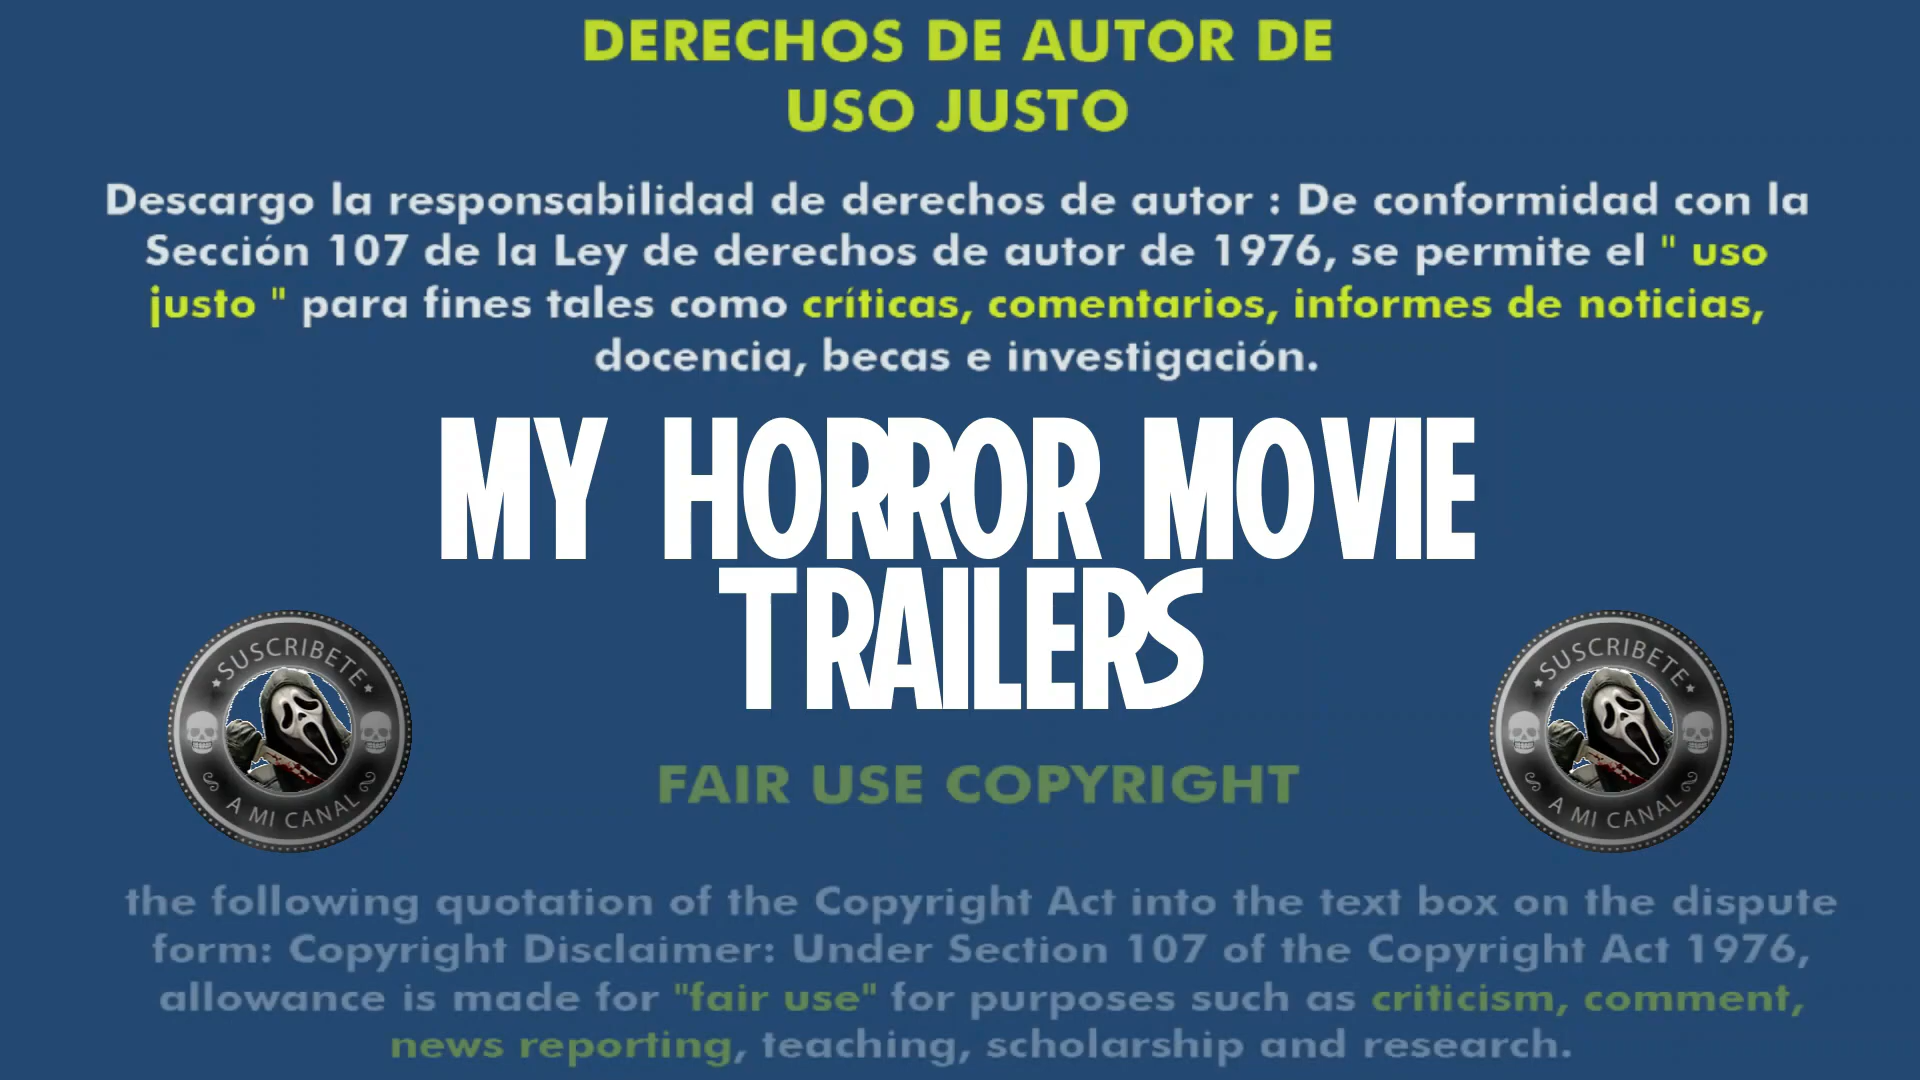 DERECHOS DE AUTOR DE
USO JUSTO
Descargo la responsabilidad de derechos de autor : De conformidad con la
Sección 107 de la Ley de derechos de autor de 1976, se permite el " uso
justo " para fines tales como críticas, comentarios, informes de noticias,
docencia, becas e investigación.
MY HORROR MOVIE
TRAILERS
SUSCRIBETE
A MI CANAL
SUSCRIBETE
A MI CANAL
FAIR USE COPYRIGHT
the following quotation of the Copyright Act into the text box on the dispute
form: Copyright Disclaimer: Under Section 107 of the Copyright Act 1976,
allowance is made for "fair use" for purposes such as criticism, comment,
news reporting, teaching, scholarship and research.